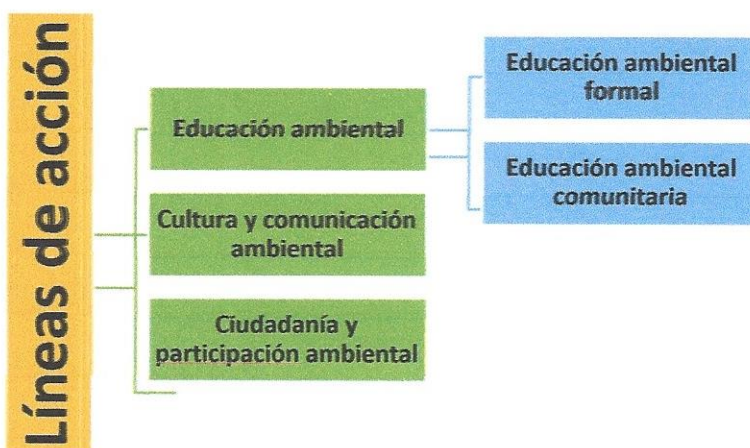 Líneas de acción
Educación ambiental
Cultura y comunicación
ambiental
Ciudadanía y
participación ambiental
Educación ambiental
formal
Educación ambiental
comunitaria